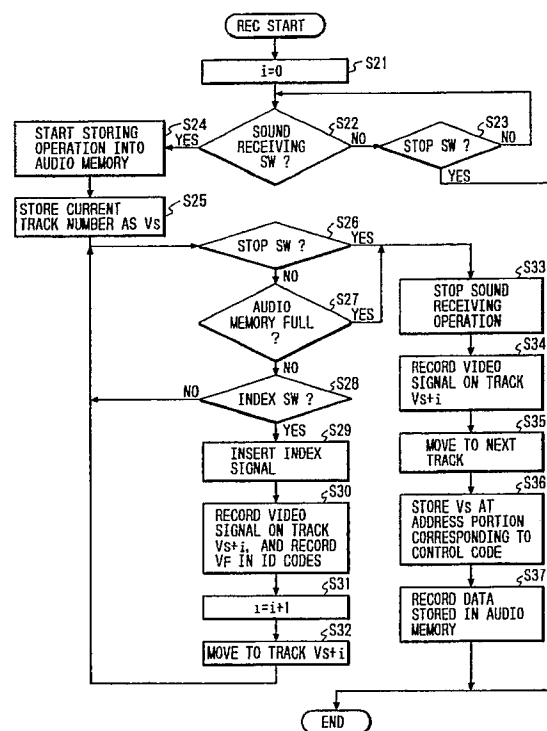 REC START
i=0
S21
SOUND
RECEIVING
SW ?
S22
YES
NO
STOP SW ?
S23
NO
YES
START STORING
OPERATION INTO
AUDIO MEMORY
S24
STORE CURRENT
TRACK NUMBER AS Vs
S25
STOP SW ?
S26
YES
NO
AUDIO
MEMORY FULL
?
S27
YES
NO
INDEX SW ?
S28
NO
YES
INSERT INDEX
SIGNAL
S29
RECORD VIDEO
SIGNAL ON TRACK
Vs+i, AND RECORD
VF IN ID CODES
S30
i=i+1
S31
MOVE TO TRACK Vs+i
S32
STOP SOUND
RECEIVING
OPERATION
S33
RECORD VIDEO
SIGNAL ON TRACK
Vs+i
S34
MOVE TO NEXT
TRACK
S35
STORE Vs AT
ADDRESS PORTION
CORRESPONDING TO
CONTROL CODE
S36
RECORD DATA
STORED IN AUDIO
MEMORY
S37
END